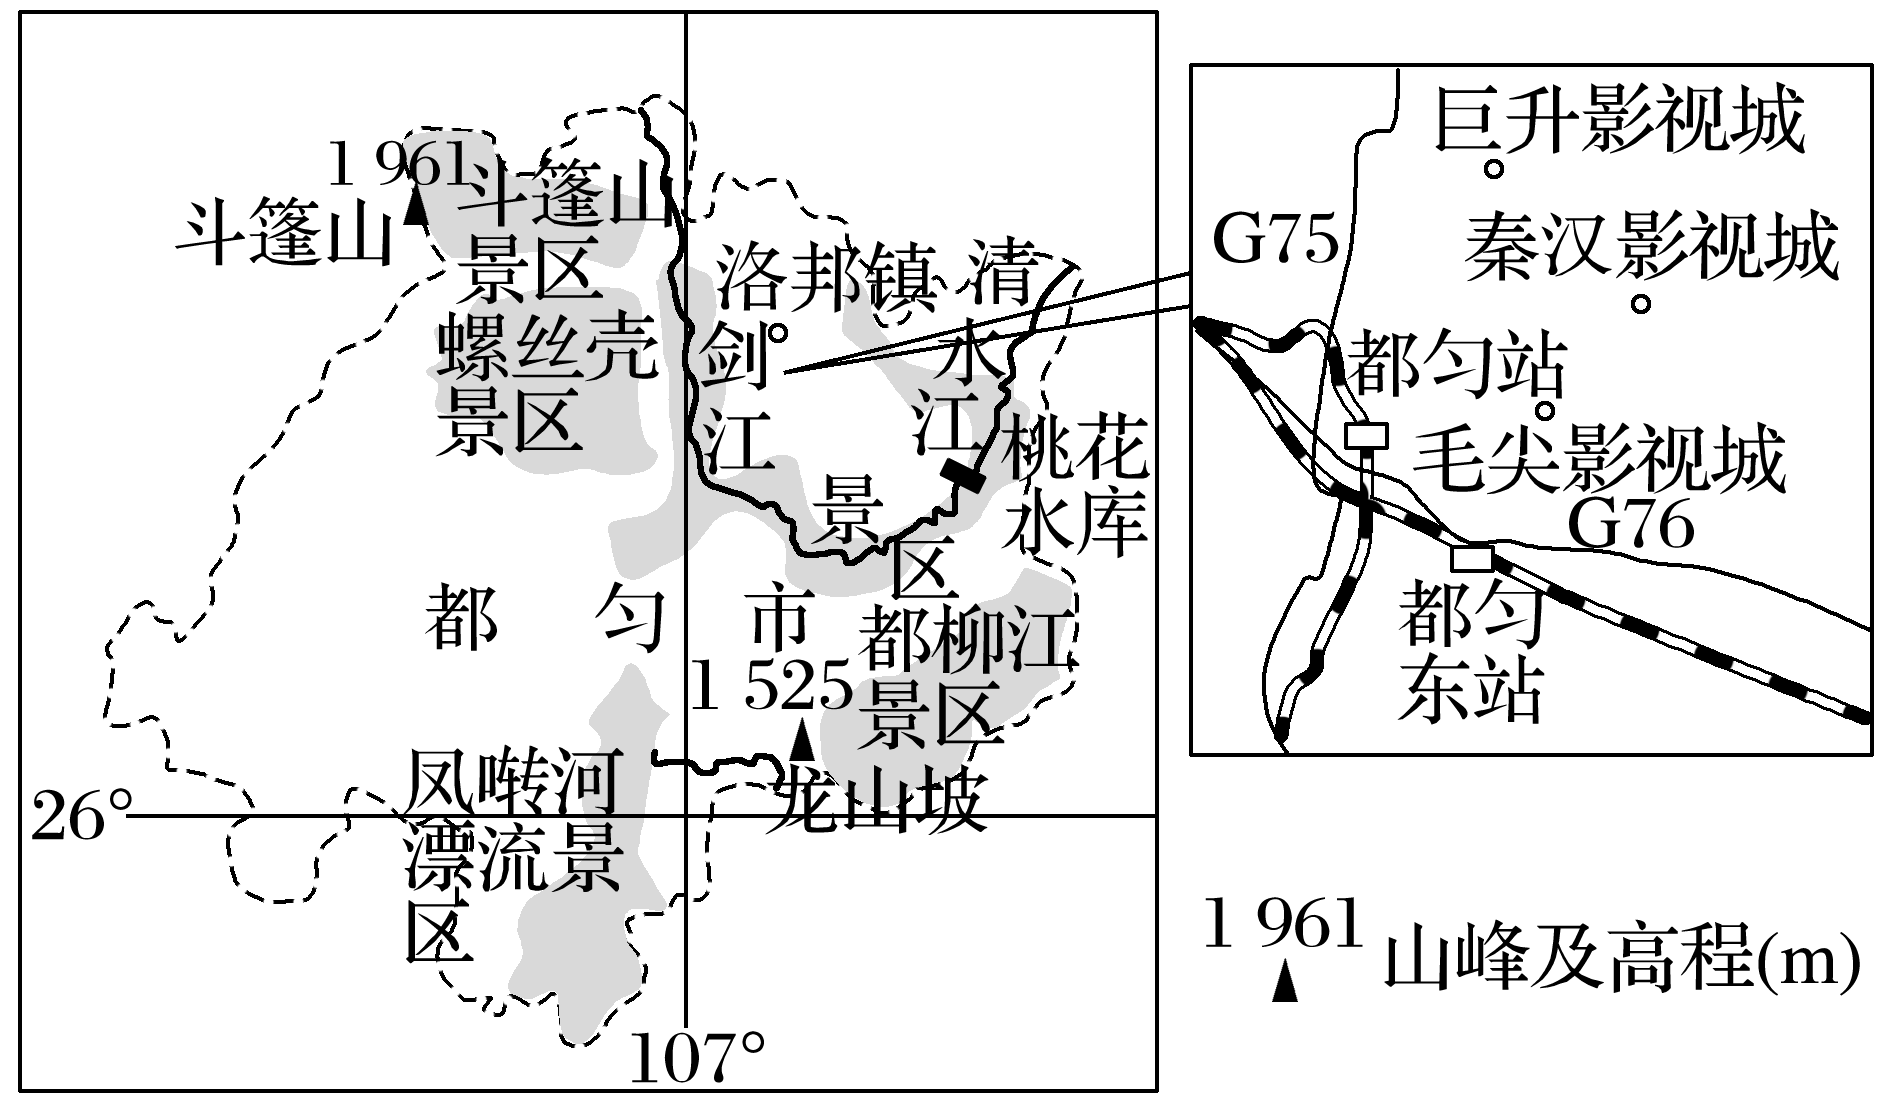 1 961
斗篷山
斗篷山
景区
螺丝壳
景区
洛邦镇
清
水
江
剑
江
景
区
桃花
水库
都匀市
都柳江
景区
1 525
龙山坡
凤啭河
漂流景
区
26°
107°
巨升影视城
G75
秦汉影视城
都匀站
毛尖影视城
G76
都匀
东站
1 961
山峰及高程(m)